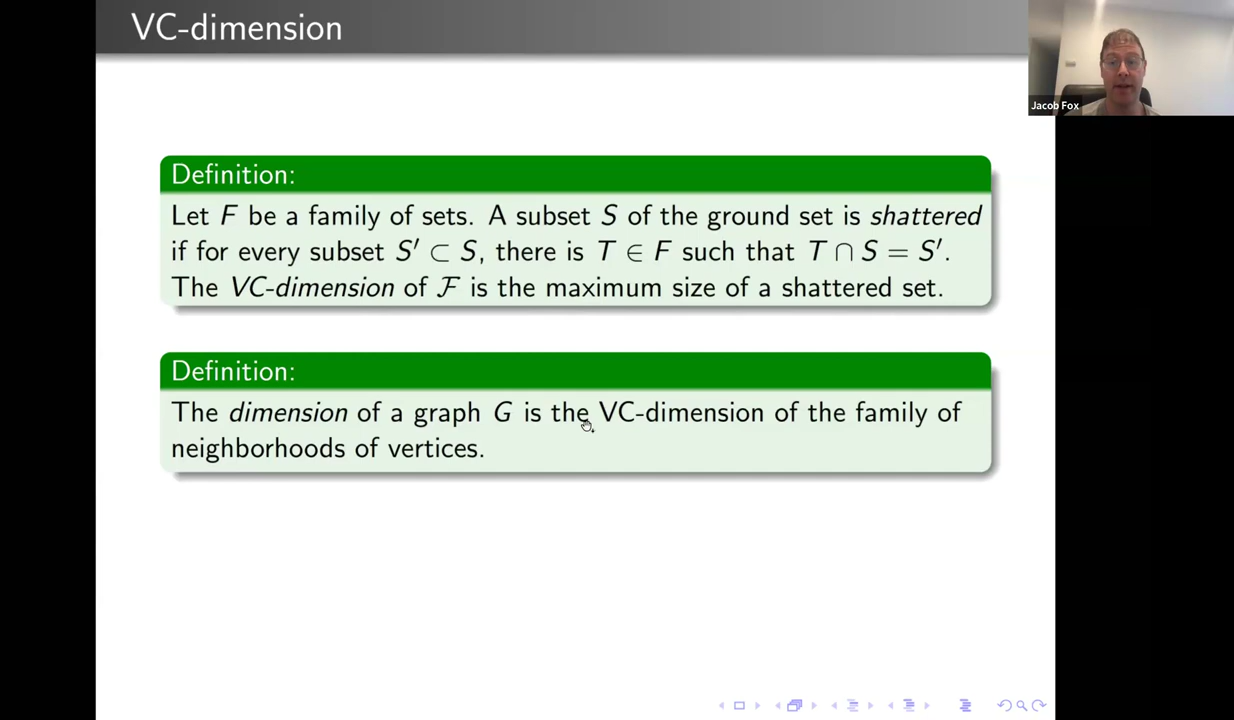 VC-dimension
Jacob Fox
Definition:
Let F be a family of sets. A subset S of the ground set is shattered
if for every subset S′ ⊂ S, there is T ∈ F such that T ∩ S = S′.
The VC-dimension of ℱ is the maximum size of a shattered set.
Definition:
The dimension of a graph G is the VC-dimension of the family of
neighborhoods of vertices.